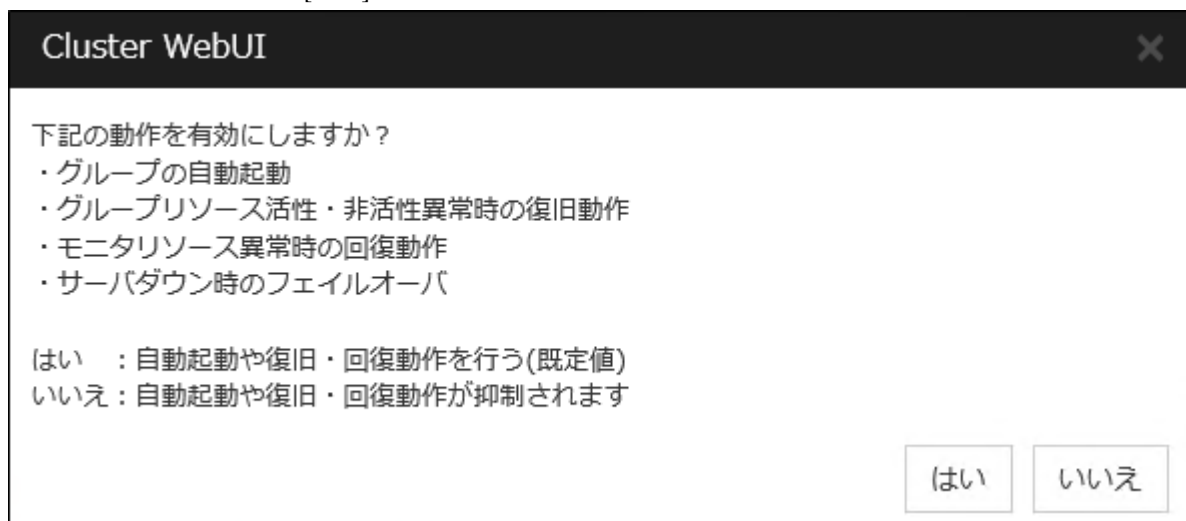 Cluster WebUI
下記の動作を有効にしますか？
・グループの自動起動
・グループリソース活性・非活性異常時の復旧動作
・モニタリソース異常時の回復動作
・サーバダウン時のフェイルオーバ
はい　：自動起動や復旧・回復動作を行う(既定値)
いいえ：自動起動や復旧・回復動作が抑制されます
はい　いいえ